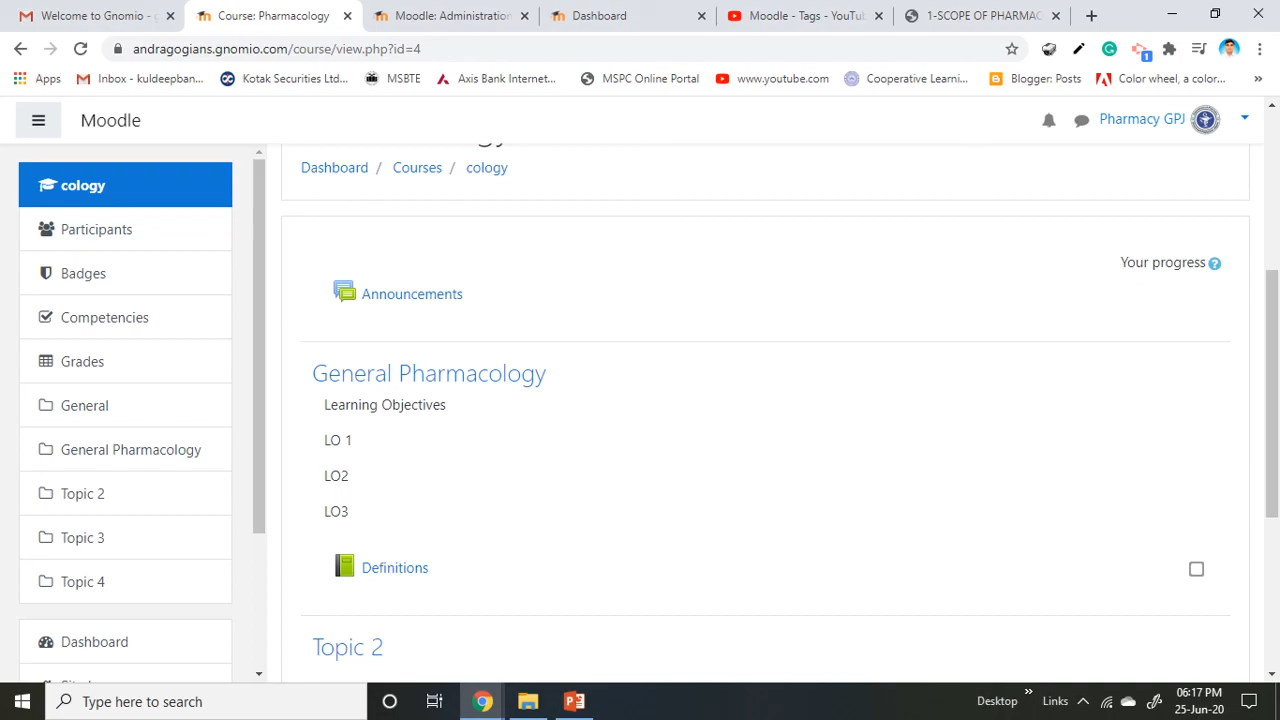 Welcome to Gnomio - g
Course: Pharmacology
Moodle: Administration
Dashboard
Moodle - Tags - YouTu
1-SCOPE OF PHARMAC
andragogians.gnomio.com/course/view.php?id=4
1
Apps
Inbox - kuldeepban...
Kotak Securities Ltd...
MSBTE
Axis Bank Internet...
MSPC Online Portal
www.youtube.com
Cooperative Learni...
Blogger: Posts
Color wheel, a color...
»
Moodle
Pharmacy GPJ
cology
Participants
Badges
Competencies
Grades
General
General Pharmacology
Topic 2
Topic 3
Topic 4
Dashboard
Dashboard / Courses / cology
Your progress
Announcements
General Pharmacology
Learning Objectives
LO 1
LO2
LO3
Definitions
Topic 2
Type here to search
Desktop
»
Links
06:17 PM
25-Jun-20